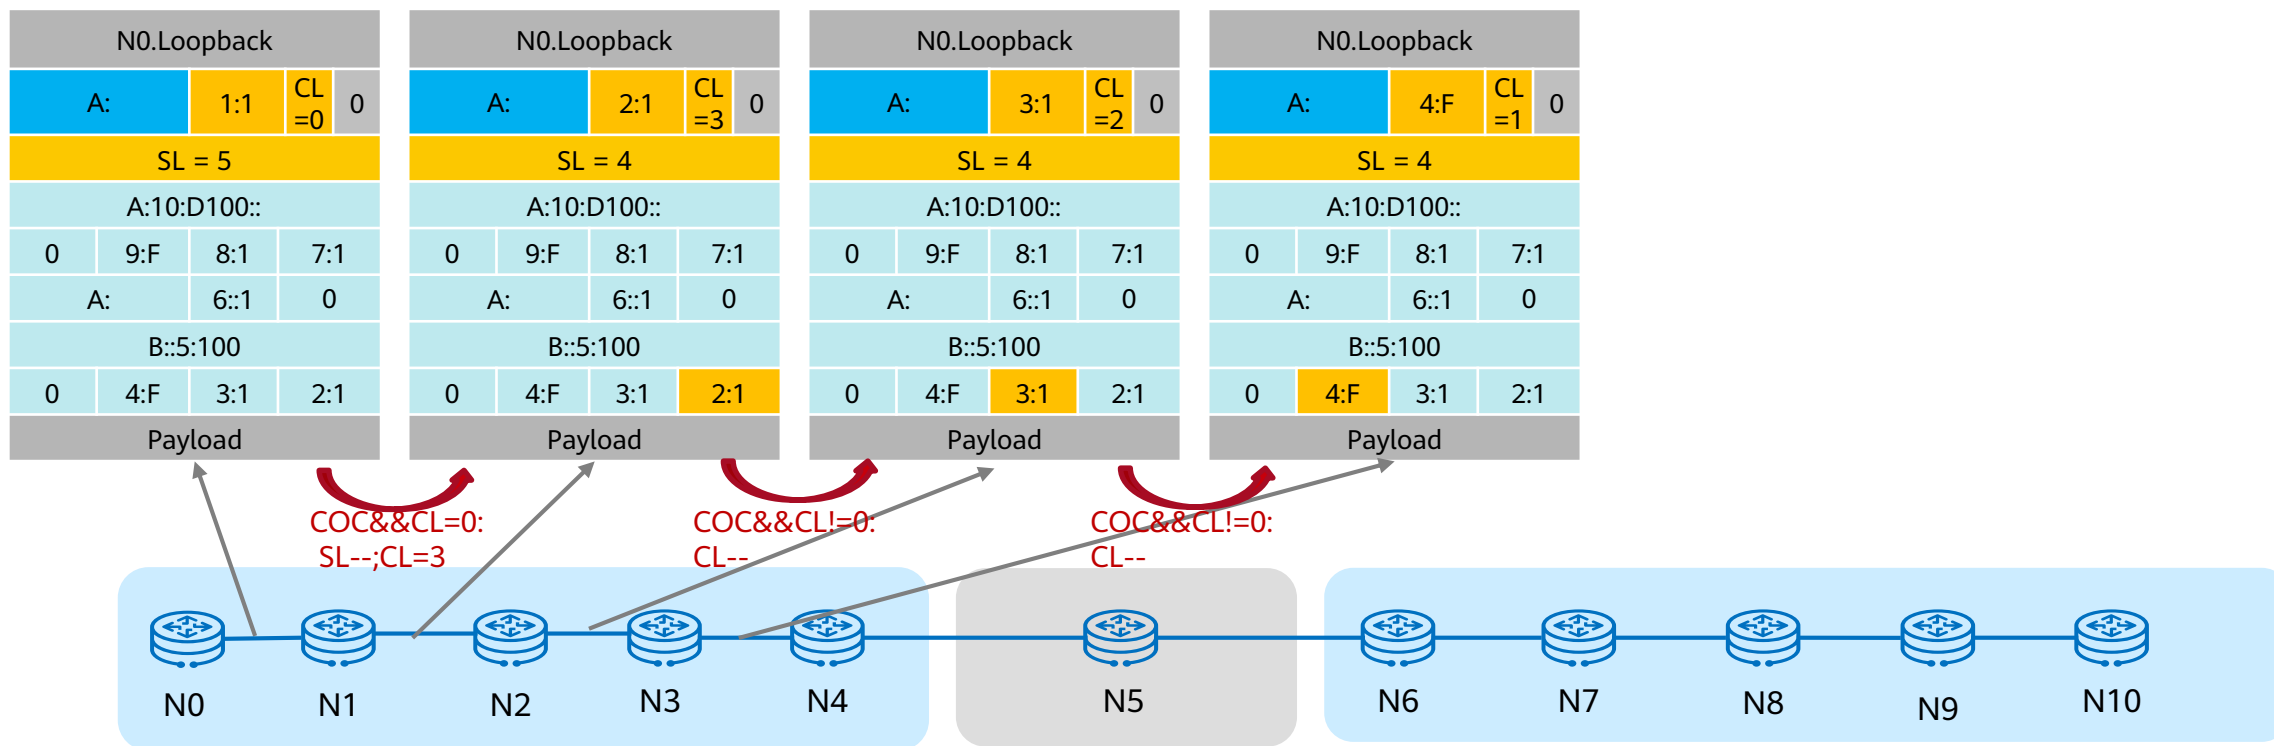 N0.Loopback
A: 1:1 CL =0 0
SL = 5
A:10:D100::
0 9:F 8:1 7:1
A: 6::1 0
B::5:100
0 4:F 3:1 2:1
Payload
N0.Loopback
A: 2:1 CL =3 0
SL = 4
A:10:D100::
0 9:F 8:1 7:1
A: 6::1 0
B::5:100
0 4:F 3:1 2:1
Payload
N0.Loopback
A: 3:1 CL =2 0
SL = 4
A:10:D100::
0 9:F 8:1 7:1
A: 6::1 0
B::5:100
0 4:F 3:1 2:1
Payload
N0.Loopback
A: 4:F CL =1 0
SL = 4
A:10:D100::
0 9:F 8:1 7:1
A: 6::1 0
B::5:100
0 4:F 3:1 2:1
Payload
COC&&CL=0:
SL--;CL=3
COC&&CL!=0:
CL--
COC&&CL!=0:
CL--
N0 N1 N2 N3 N4 N5 N6 N7 N8 N9 N10